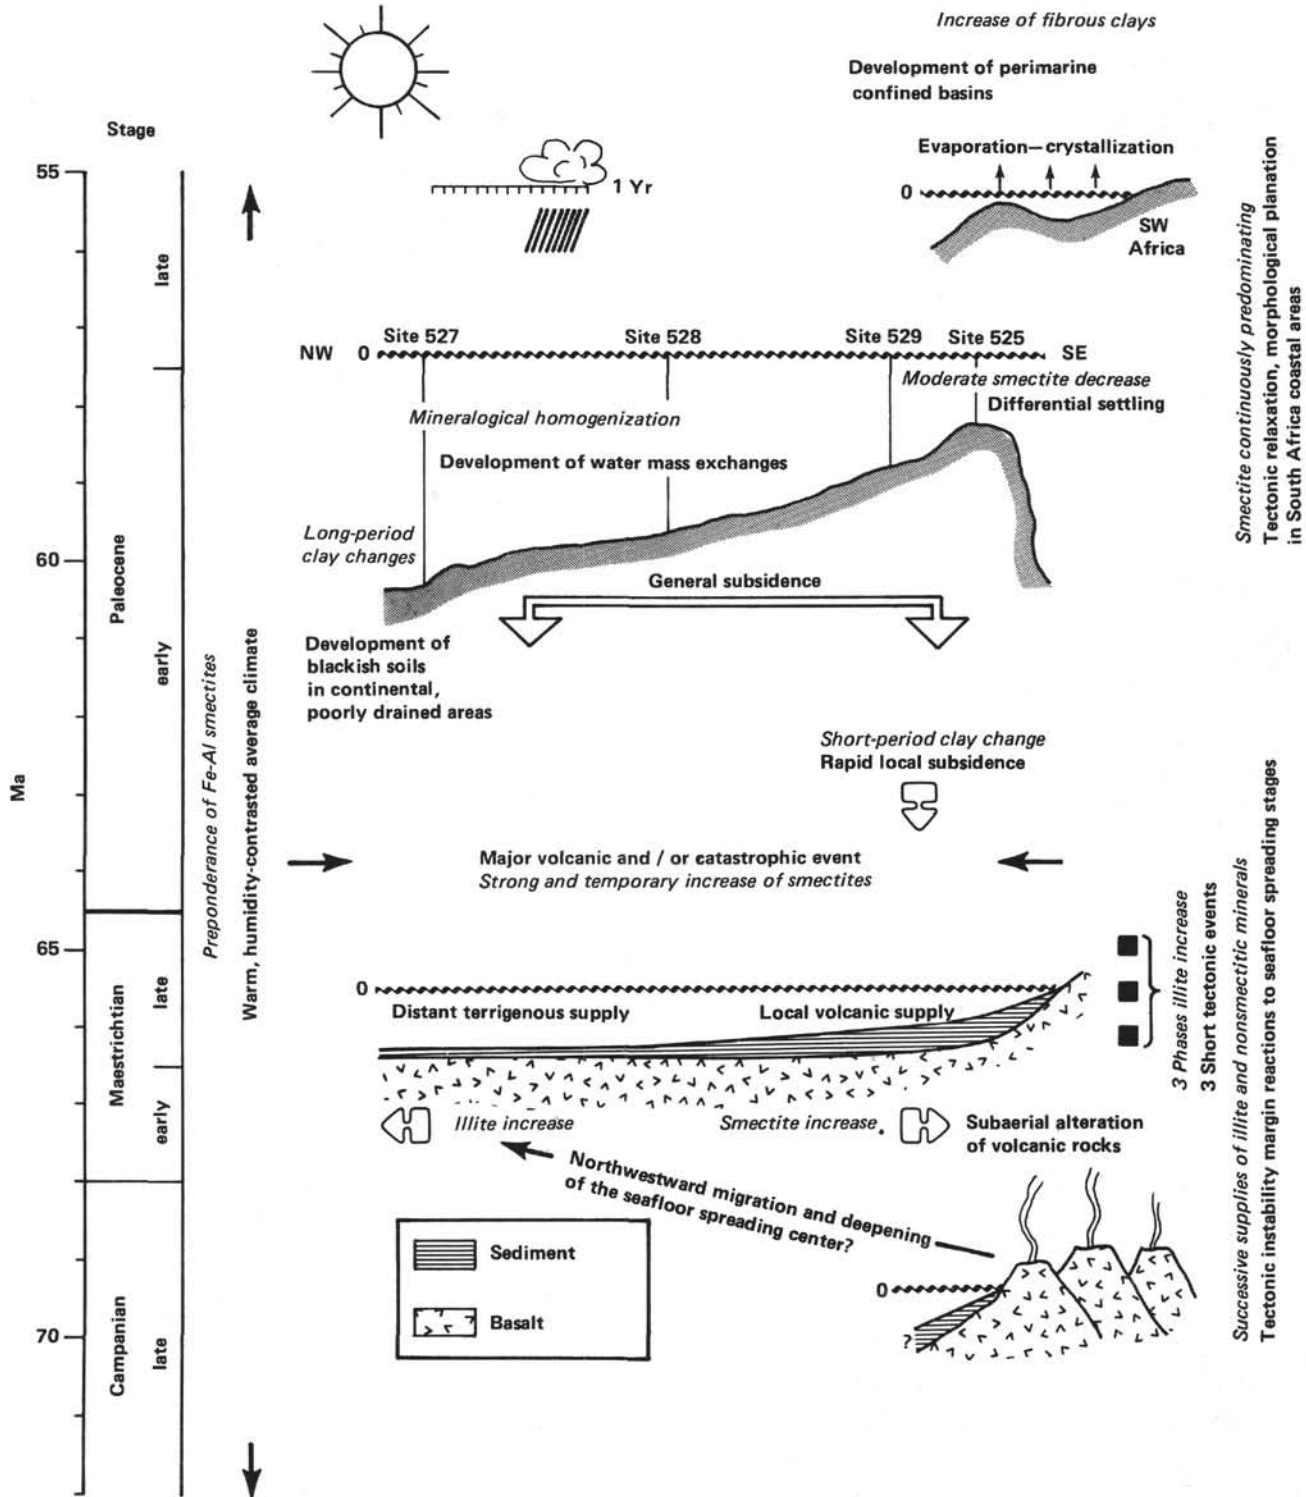 Increase of fibrous clays
Development of perimarine
confined basins
Stage
Evaporation—crystallization
55
1 Yr
0
SW
Africa
late
Site 527
Site 528
Site 529
Site 525
NW
0
SE
Moderate smectite decrease
Differential settling
Mineralogical homogenization
Development of water mass exchanges
Smectite continuously predominating
Tectonic relaxation, morphological planation
in South Africa coastal areas
Long-period
clay changes
60
Paleocene
General subsidence
early
Development of
blackish soils
in continental,
poorly drained areas
Preponderance of Fe-Al smectites
Warm, humidity-contrasted average climate
Short-period clay change
Rapid local subsidence
Ma
Major volcanic and / or catastrophic event
Strong and temporary increase of smectites
65
0
late
Maestrichtian
early
Distant terrigenous supply
Local volcanic supply
3 Phases illite increase
3 Short tectonic events
Successive supplies of illite and nonsmectitic minerals
Tectonic instability margin reactions to seafloor spreading stages
Illite increase
Smectite increase.
Subaerial alteration
of volcanic rocks
Northwestward migration and deepening
of the seafloor spreading center?
Sediment
Basalt
0
?
70
Campanian
late